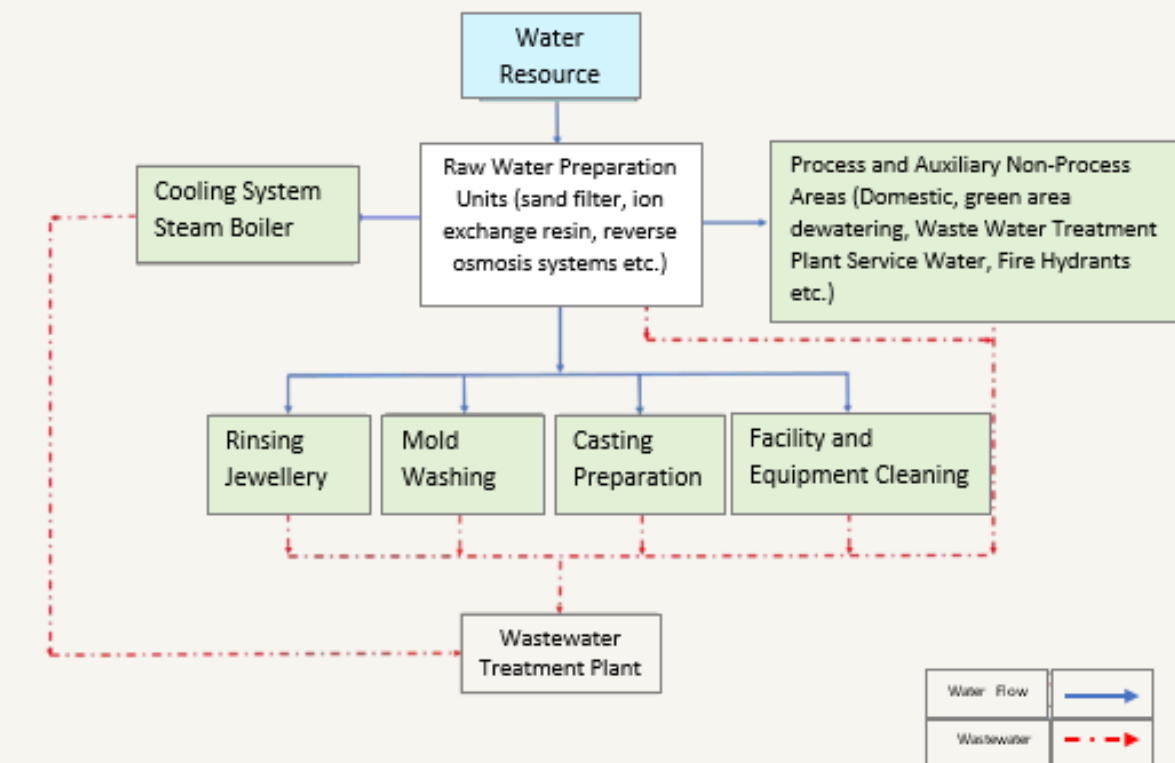 Water
Resource
Raw Water Preparation
Units (sand filter, ion
exchange resin, reverse
osmosis systems etc.)
Cooling System
Steam Boiler
Process and Auxiliary Non-Process
Areas (Domestic, green area
dewatering, Waste Water Treatment
Plant Service Water, Fire Hydrants
etc.)
Rinsing
Jewellery
Mold
Washing
Casting
Preparation
Facility and
Equipment Cleaning
Wastewater
Treatment Plant
Water Flow
Wastewater